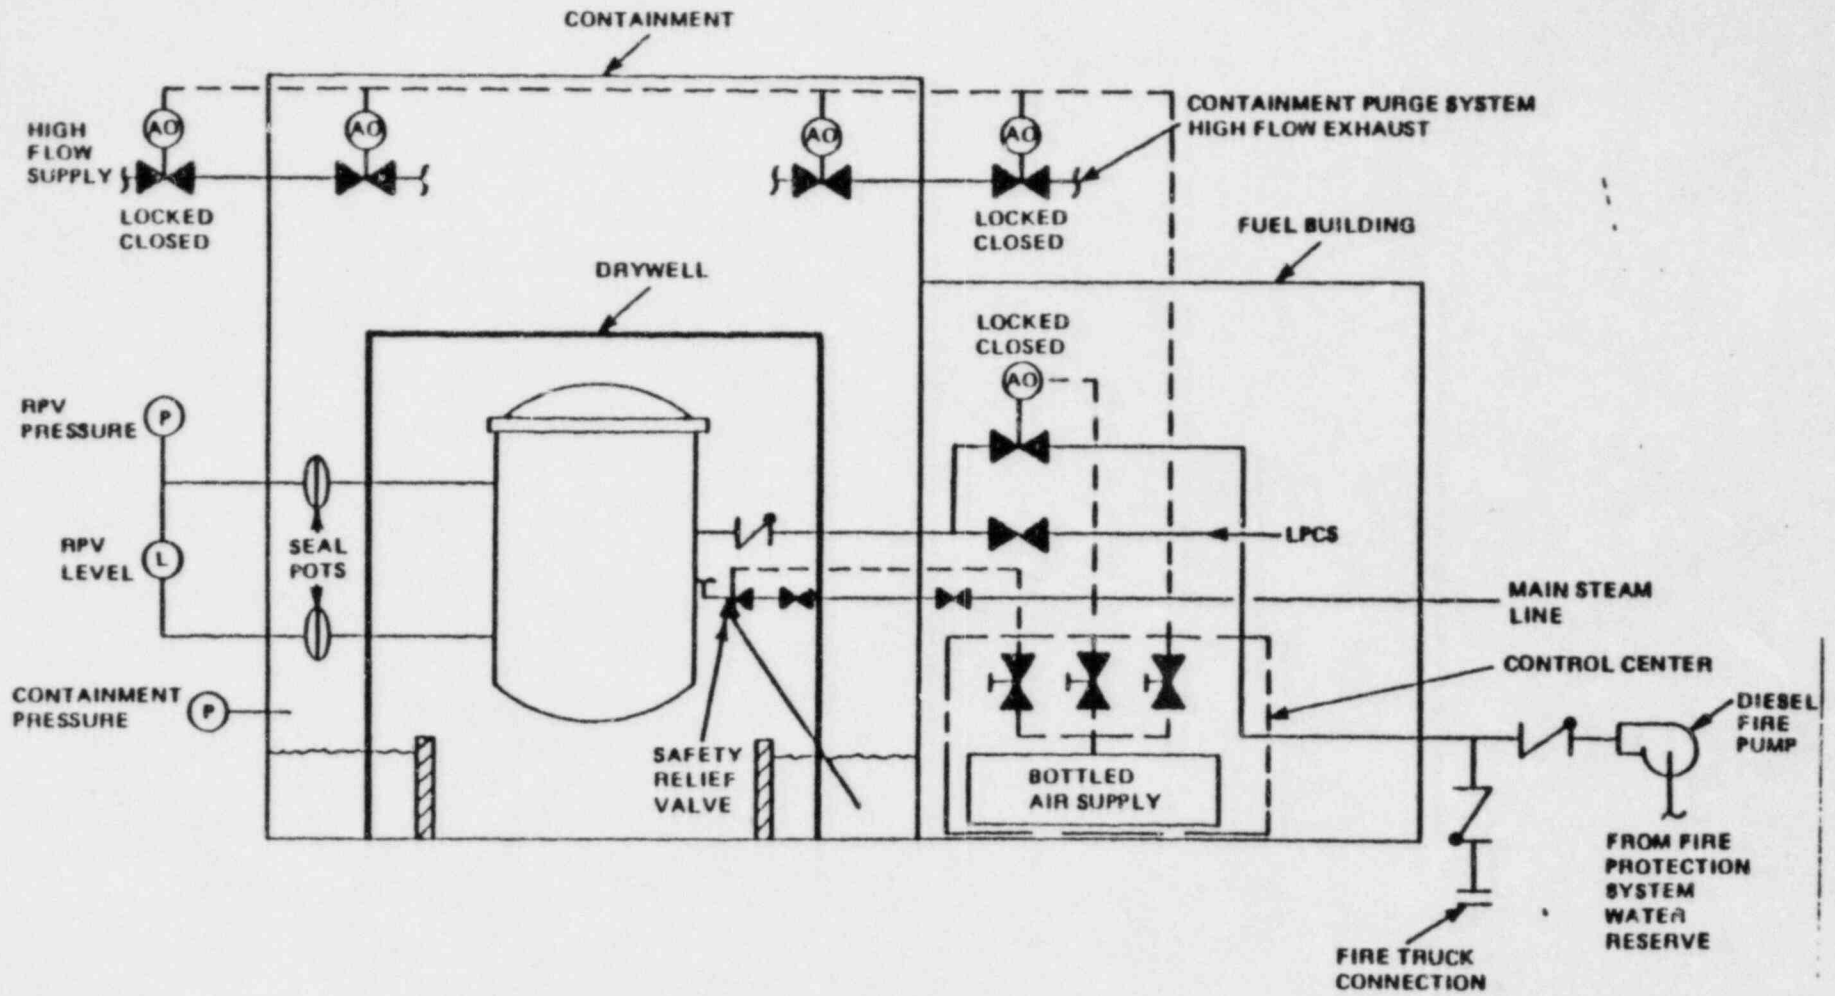 CONTAINMENT
AO
AO
AO
AO
CONTAINMENT PURGE SYSTEM
HIGH FLOW EXHAUST
HIGH
FLOW
SUPPLY
LOCKED
CLOSED
LOCKED
CLOSED
FUEL BUILDING
DRYWELL
LOCKED
CLOSED
AO
RPV
PRESSURE
P
RPV
LEVEL
L
SEAL
POTS
LPCS
MAIN STEAM
LINE
CONTROL CENTER
CONTAINMENT
PRESSURE
P
DIESEL
FIRE
PUMP
SAFETY
RELIEF
VALVE
BOTTLED
AIR SUPPLY
FROM FIRE
PROTECTION
SYSTEM
WATER
RESERVE
FIRE TRUCK
CONNECTION